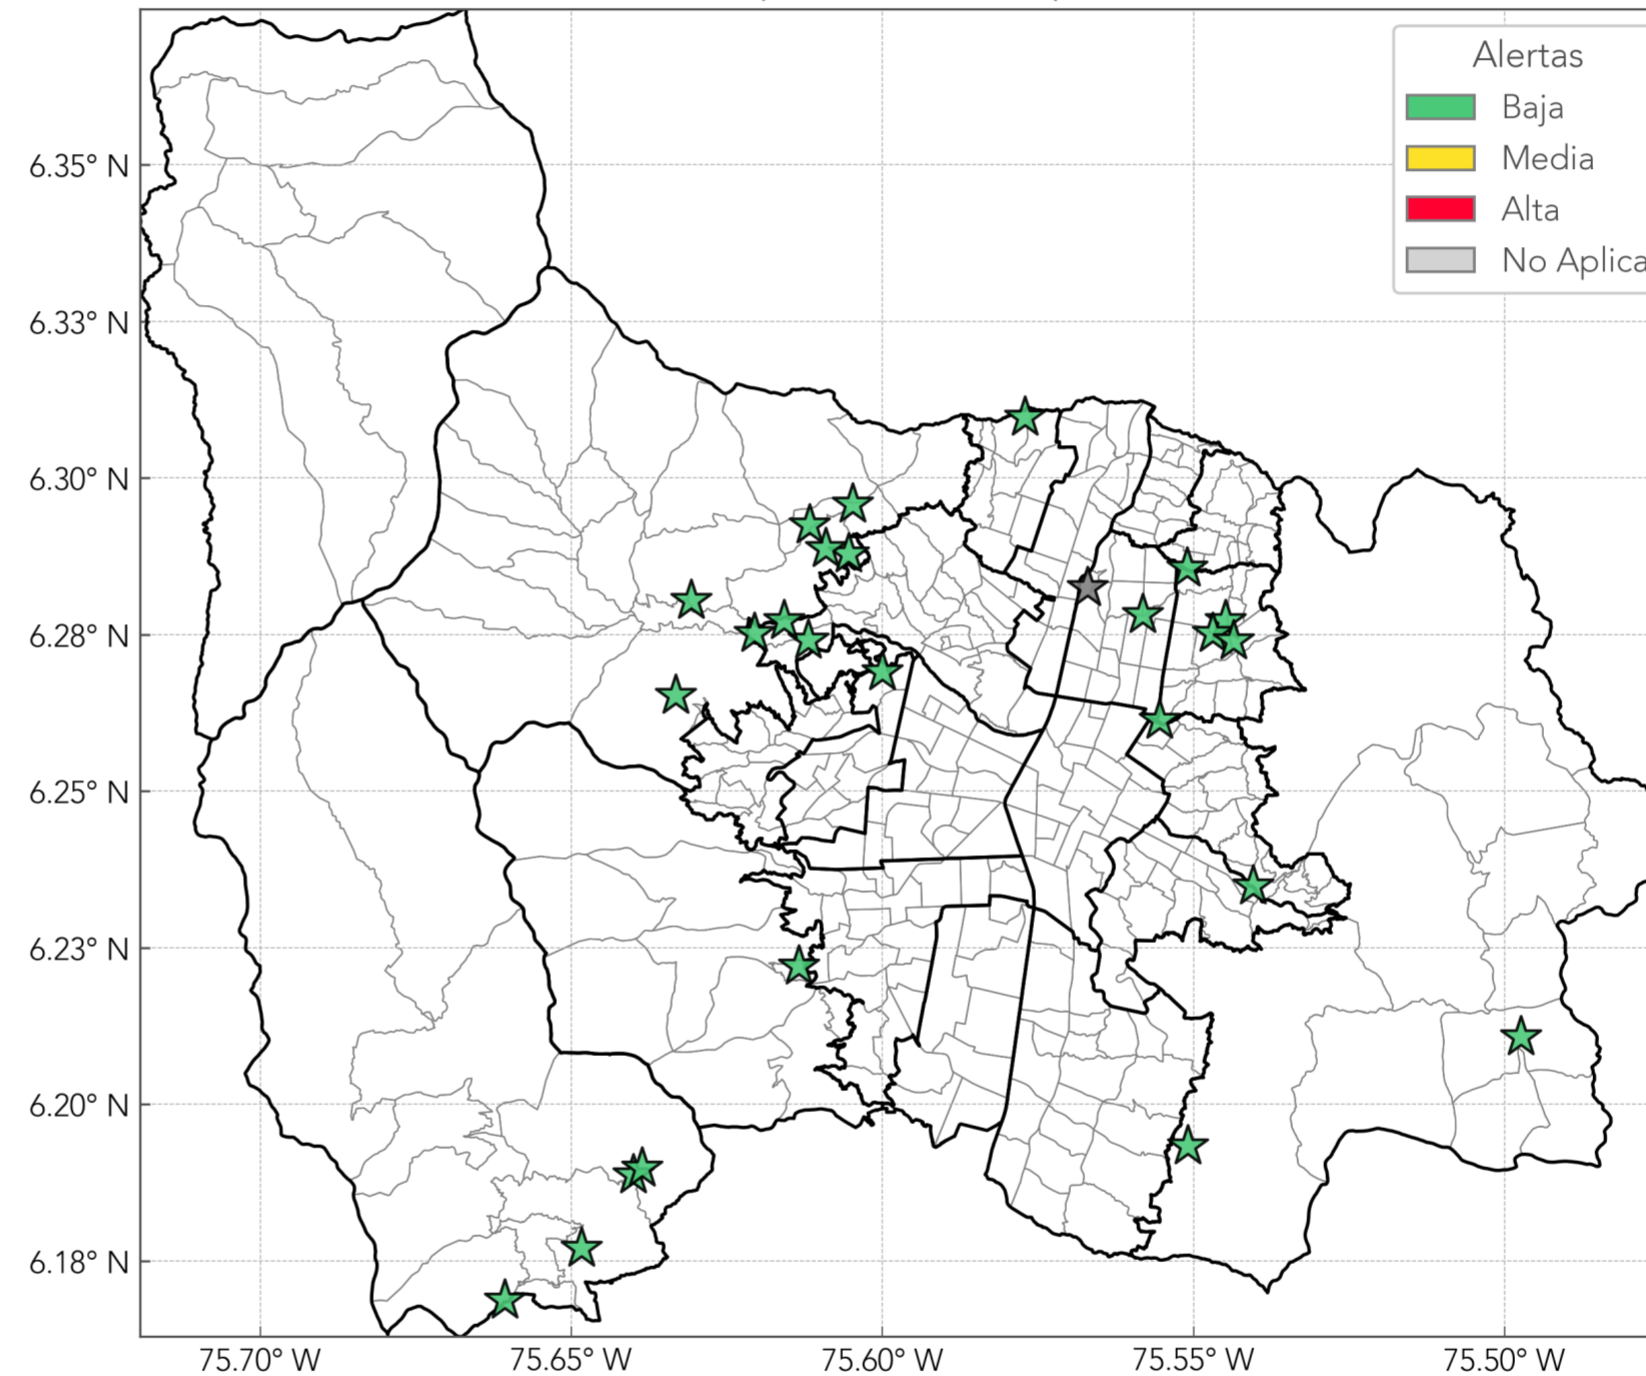 Alertas
Baja
Media
Alta
No Aplica
6.35° N
6.33° N
6.30° N
6.28° N
6.25° N
6.23° N
6.20° N
6.18° N
75.70° W 75.65° W 75.60° W 75.55° W 75.50° W